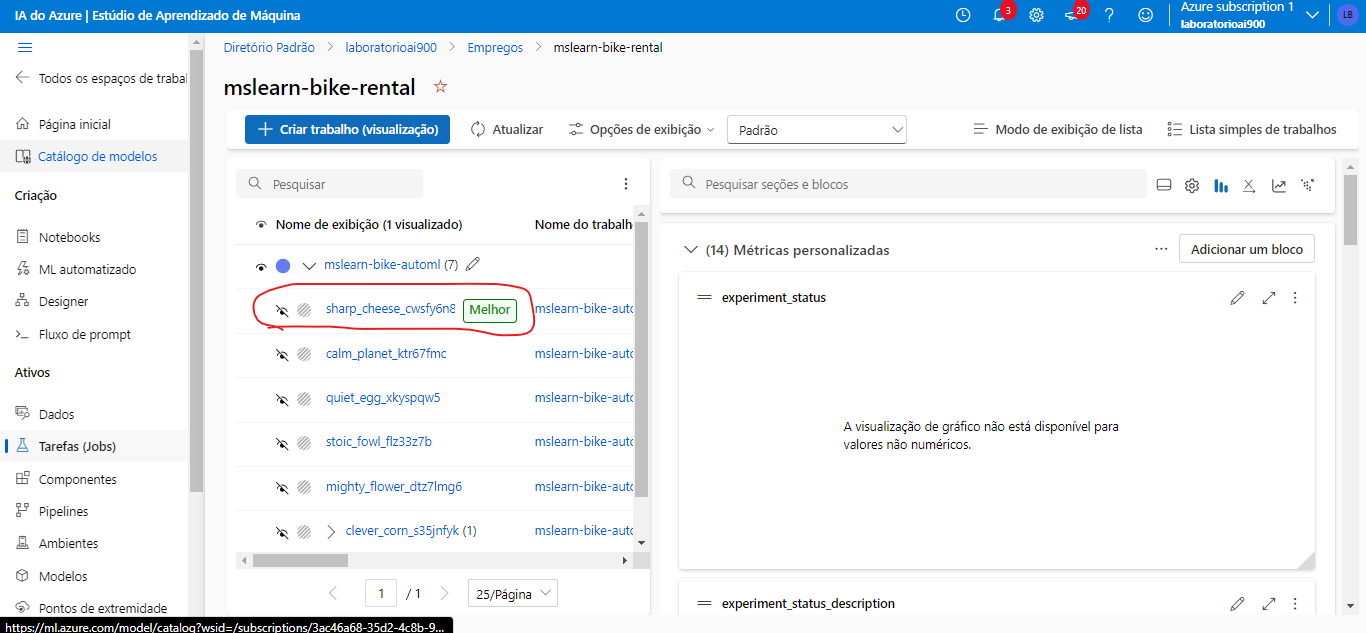 IA do Azure | Estúdio de Aprendizado de Máquina
3
20
Azure subscription 1
laboratorioai900
LB
Todos os espaços de trabal
Página inicial
Catálogo de modelos
Criação
Notebooks
ML automatizado
Designer
Fluxo de prompt
Ativos
Dados
Tarefas (Jobs)
Componentes
Pipelines
Ambientes
Modelos
Pontos de extremidade
https://ml.azure.com/model/catalog?wsid=/subscriptions/3ac46a68-35d2-4c8b-9...
Diretório Padrão > laboratorioai900 > Empregos > mslearn-bike-rental
mslearn-bike-rental
Criar trabalho (visualização) Atualizar Opções de exibição Padrão Modo de exibição de lista Lista simples de trabalhos
Pesquisar
Nome de exibição (1 visualizado) Nome do trabalh
mslearn-bike-automl (7)
sharp_cheese_cwsfy6n8 Melhor mslearn-bike-auto
calm_planet_ktr67fmc mslearn-bike-auto
quiet_egg_xkyspqw5 mslearn-bike-auto
stoic_fowl_flz33z7b mslearn-bike-auto
mighty_flower_dtz7lmg6 mslearn-bike-auto
clever_corn_s35jnfyk (1) mslearn-bike-auto
1 / 1 25/Página
Pesquisar seções e blocos
(14) Métricas personalizadas
Adicionar um bloco
experiment_status
A visualização de gráfico não está disponível para
valores não numéricos.
experiment_status_description